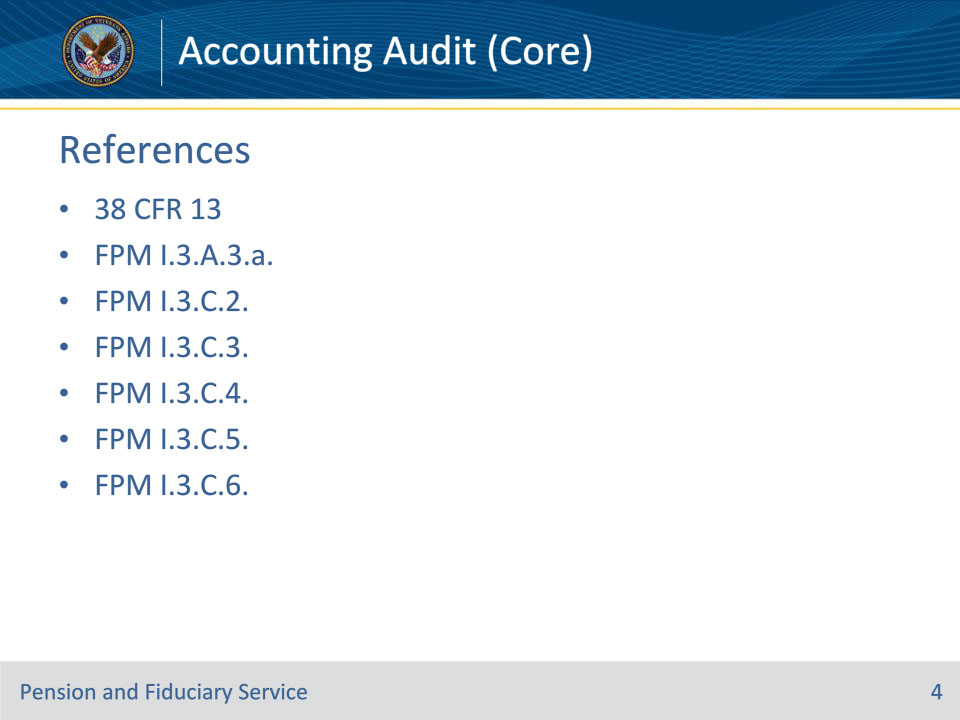 Accounting Audit (Core)
References
• 38 CFR 13
• FPM I.3.A.3.a.
• FPM I.3.C.2.
• FPM I.3.C.3.
• FPM I.3.C.4.
• FPM I.3.C.5.
• FPM I.3.C.6.
Pension and Fiduciary Service
4